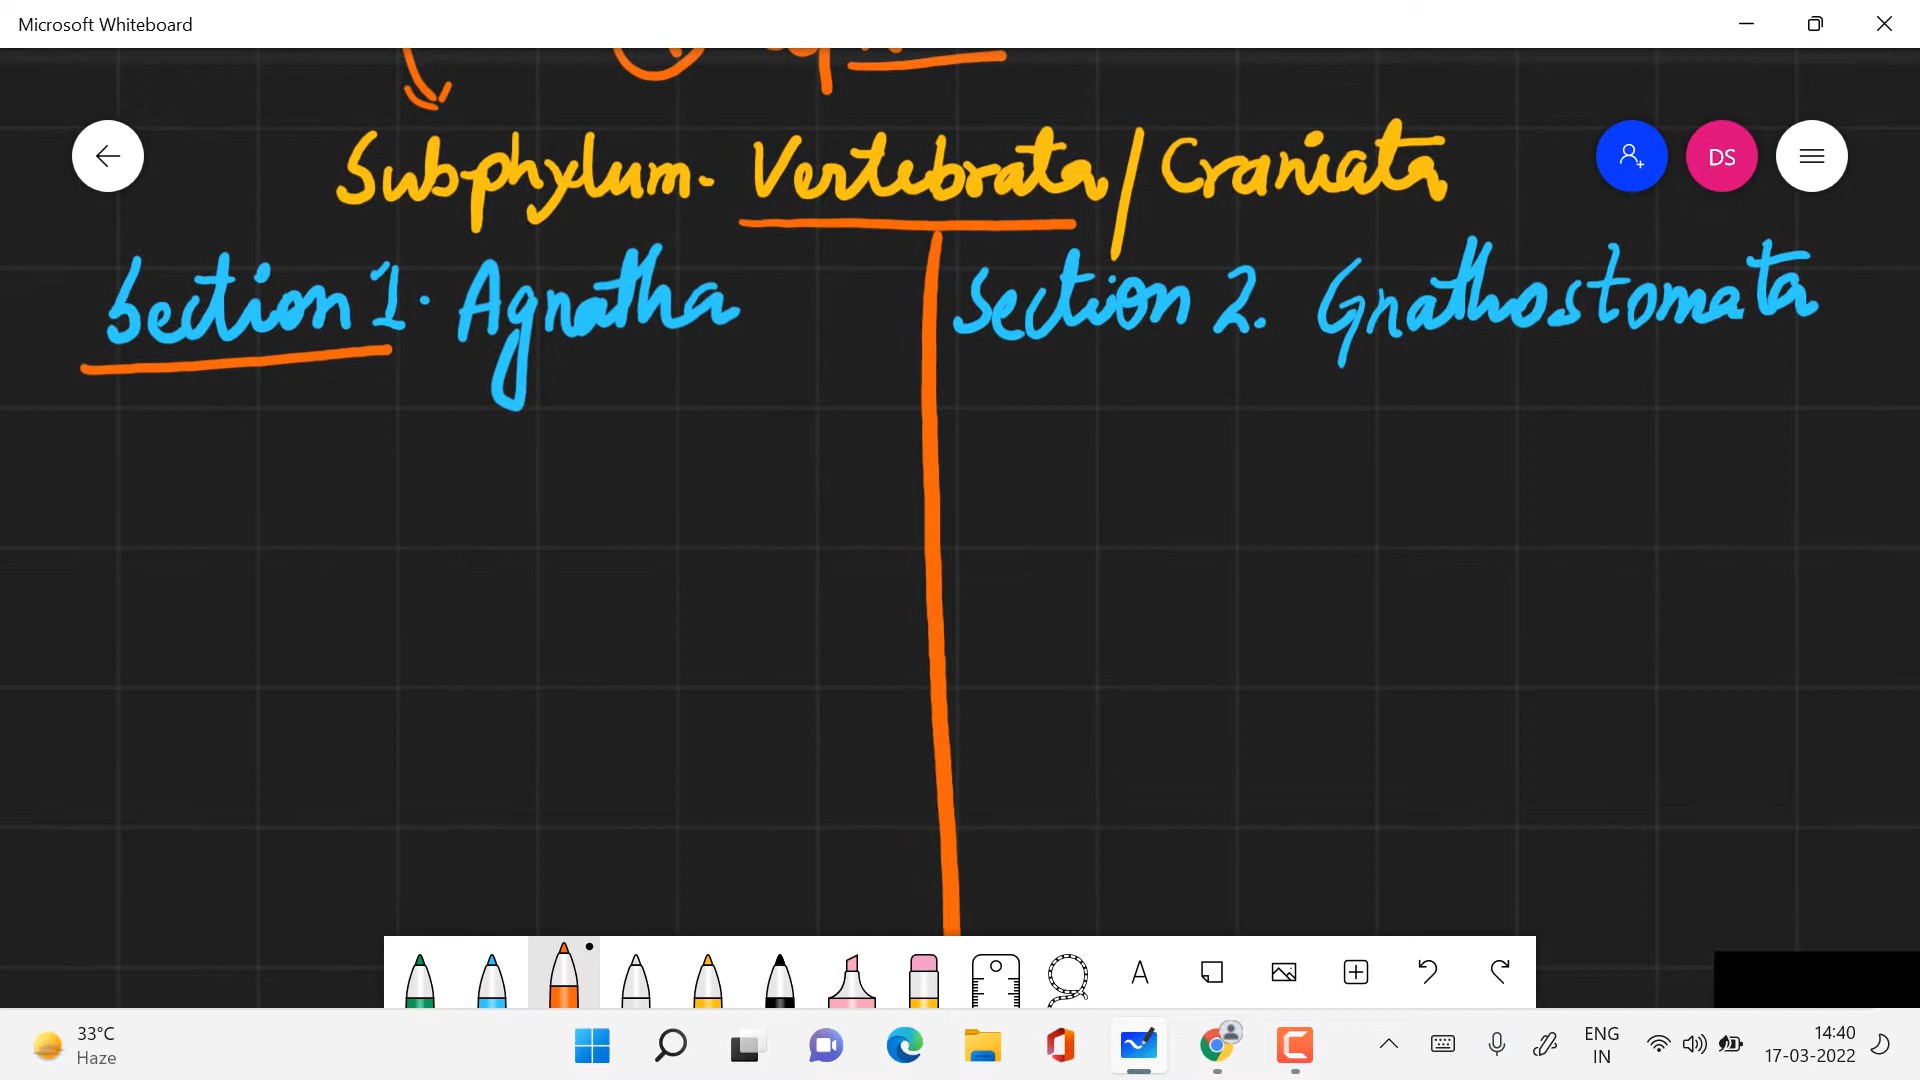 Microsoft Whiteboard
Subphylum. Vertebrata/Craniata
DS
Section 1. Agnatha
Section 2. Gnathostomata
A
33°C
Haze
ENG
IN
14:40
17-03-2022